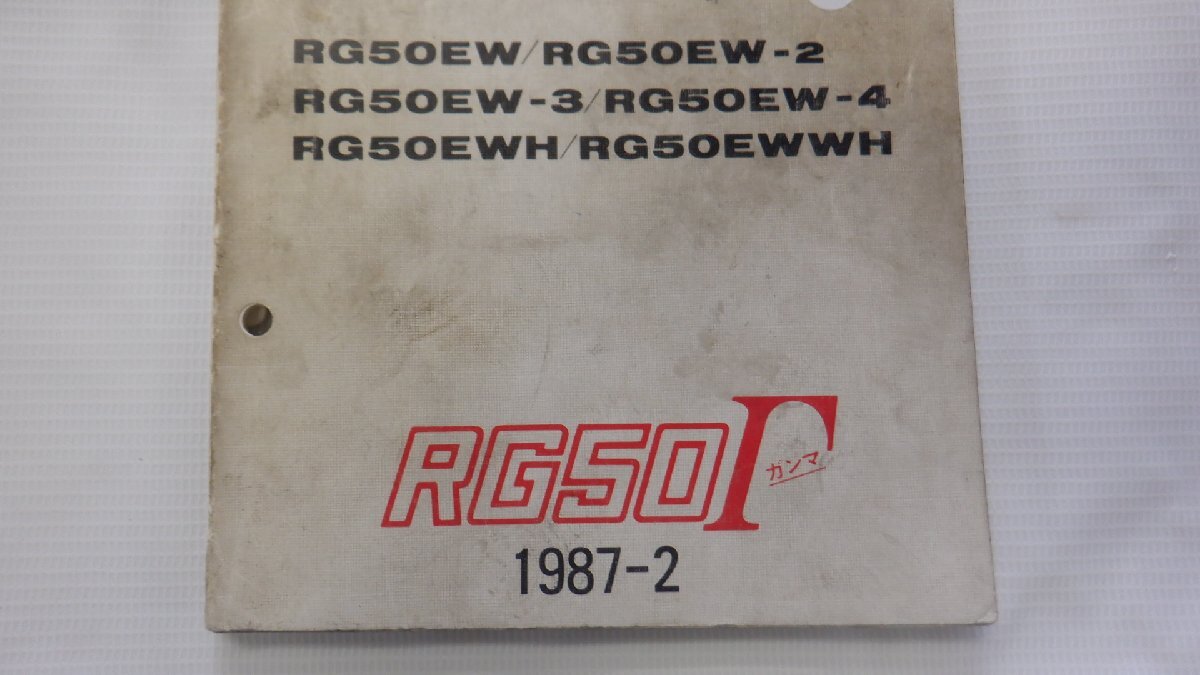 RG50EW/RG50EW-2
RG50EW-3/RG50EW-4
RG50EWH/RG50EWWH
RG50Γ
ガンマ
1987-2